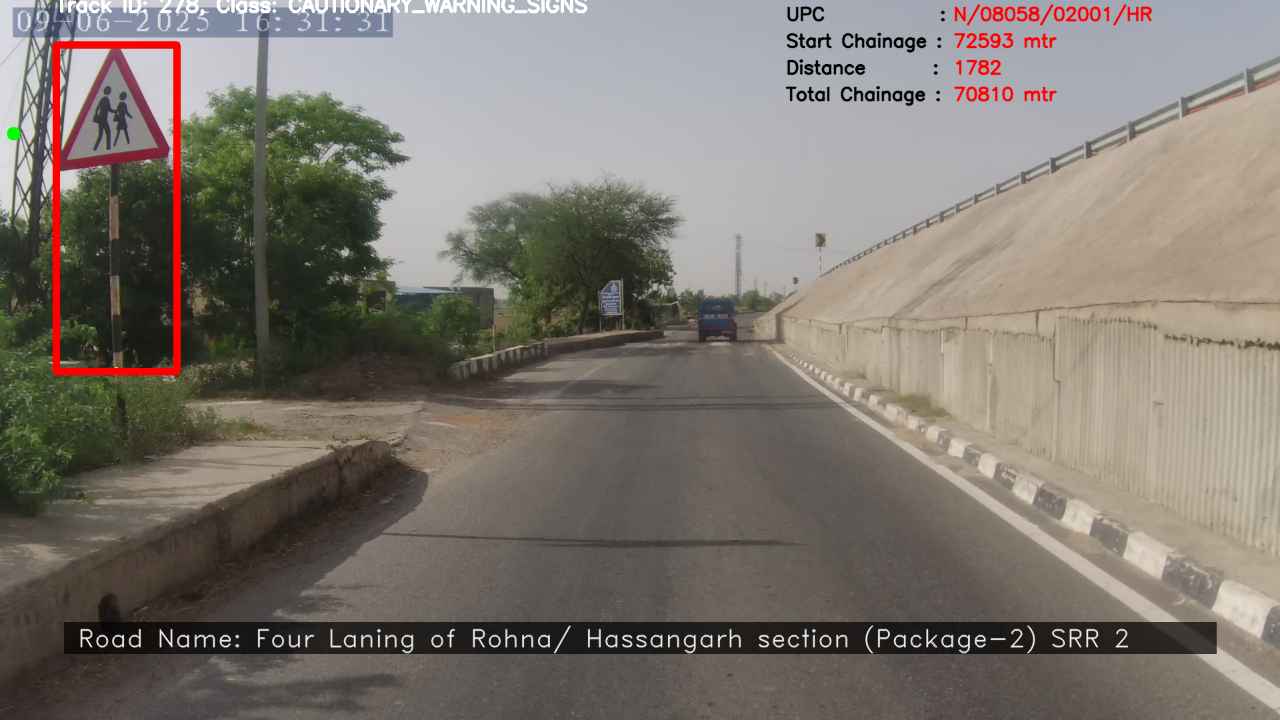 Track ID: 278, Class: CAUTIONARY_WARNING_SIGNS
09-06-2025 16:31:31
UPC : N/08058/02001/HR
Start Chainage : 72593 mtr
Distance : 1782
Total Chainage : 70810 mtr
Road Name: Four Laning of Rohna/ Hassangarh section (Package-2) SRR 2